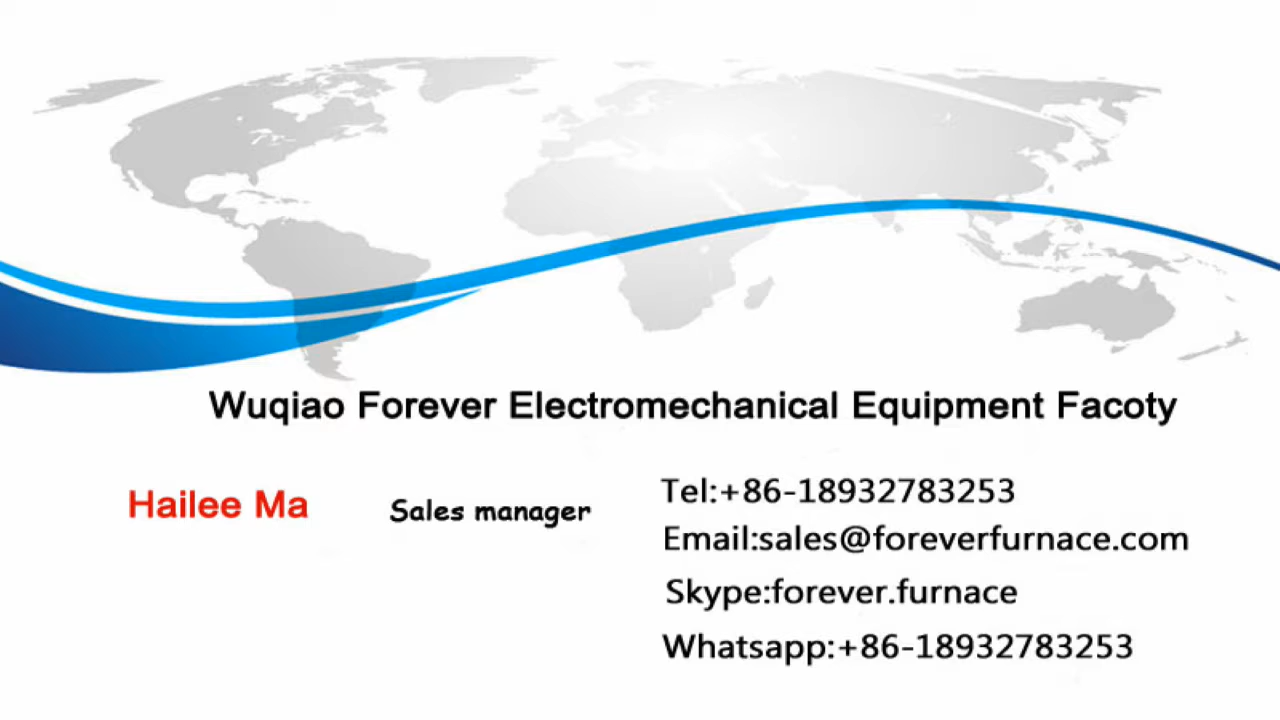 Wuqiao Forever Electromechanical Equipment Facoty
Hailee Ma
Sales manager
Tel:+86-18932783253
Email:sales@foreverfurnace.com
Skype:forever.furnace
Whatsapp:+86-18932783253